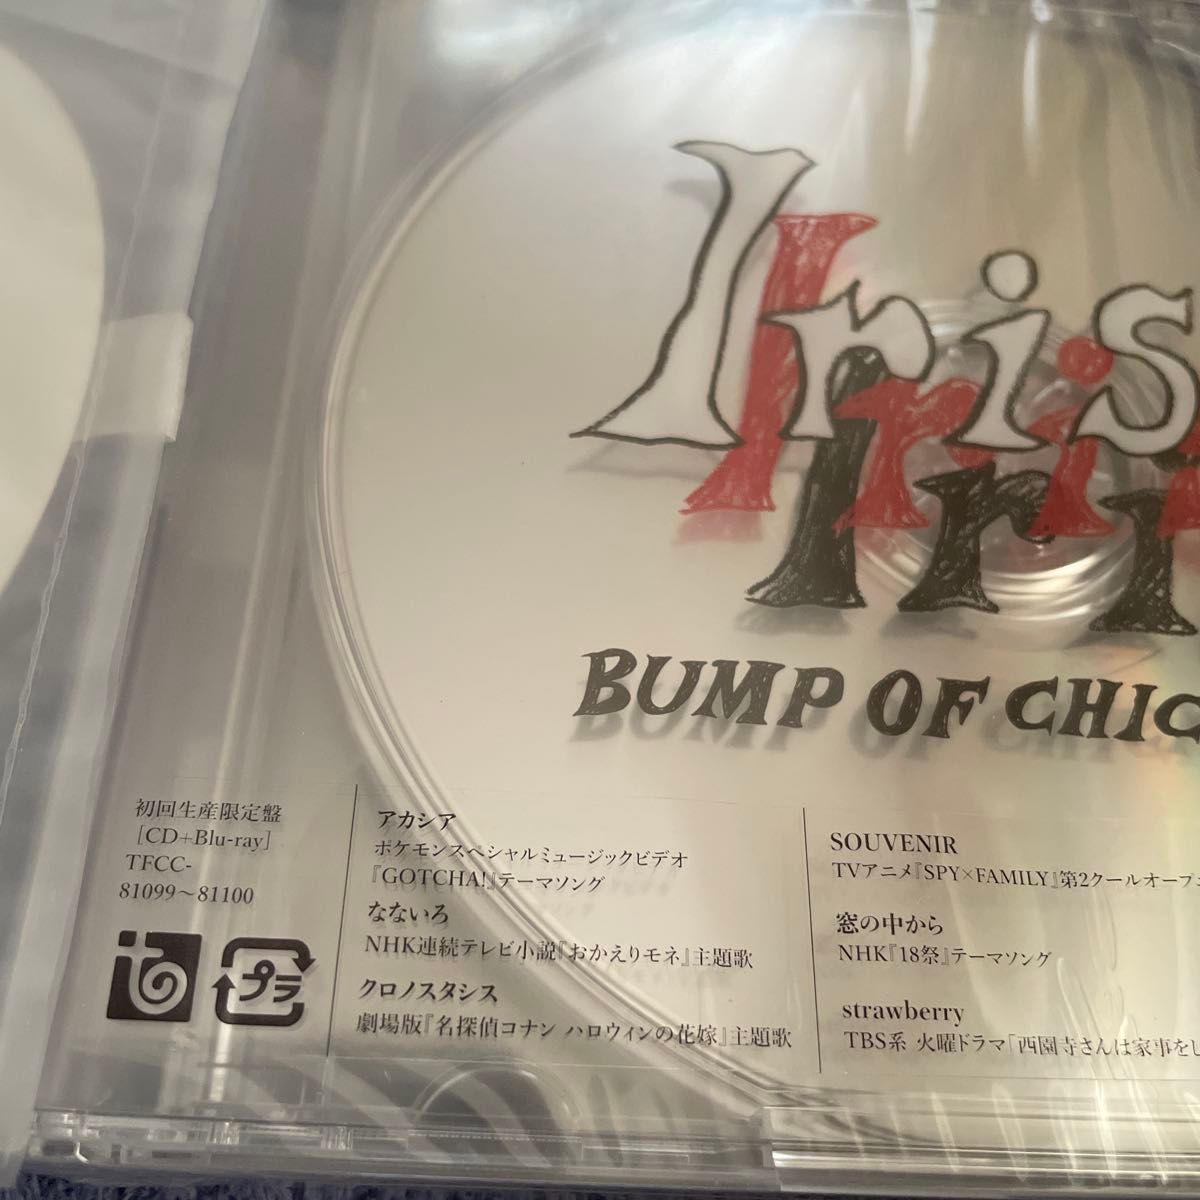 Iris
Iri
Iri
BUMP OF CHIC
初回生産限定盤
[CD+Blu-ray]
TFCC-
81099〜81100
プラ
アカシア
ポケモンスペシャルミュージックビデオ
『GOTCHA!』テーマソング
なないろ
NHK連続テレビ小説『おかえりモネ』主題歌
クロノスタシス
劇場版『名探偵コナン ハロウィンの花嫁』主題歌
SOUVENIR
TVアニメ『SPY×FAMILY』第2クールオープニ
窓の中から
NHK『18祭』テーマソング
strawberry
TBS系 火曜ドラマ「西園寺さんは家事をし